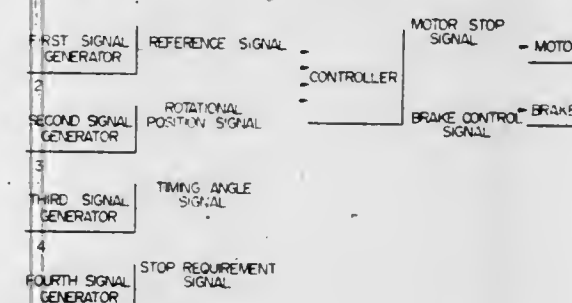 FIRST SIGNAL
GENERATOR
REFERENCE SIGNAL
2
SECOND SIGNAL
GENERATOR
ROTATIONAL
POSITION SIGNAL
3
THIRD SIGNAL
GENERATOR
TIMING ANGLE
SIGNAL
4
FOURTH SIGNAL
GENERATOR
STOP REQUIREMENT
SIGNAL
CONTROLLER
MOTOR STOP
SIGNAL
MOTO
BRAKE CONTROL
SIGNAL
BRAKE